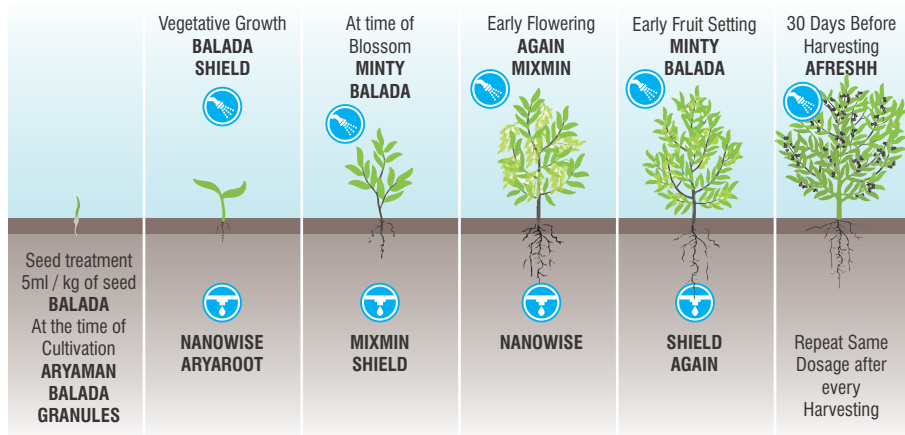 Vegetative Growth
BALADA
SHIELD
At time of
Blossom
MINTY
BALADA
Early Flowering
AGAIN
MIXMIN
Early Fruit Setting
MINTY
BALADA
30 Days Before
Harvesting
AFRESHH
Seed treatment
5ml / kg of seed
BALADA
At the time of
Cultivation
ARYAMAN
BALADA
GRANULES
NANOWISE
ARYAROOT
MIXMIN
SHIELD
NANOWISE
SHIELD
AGAIN
Repeat Same
Dosage after
every
Harvesting